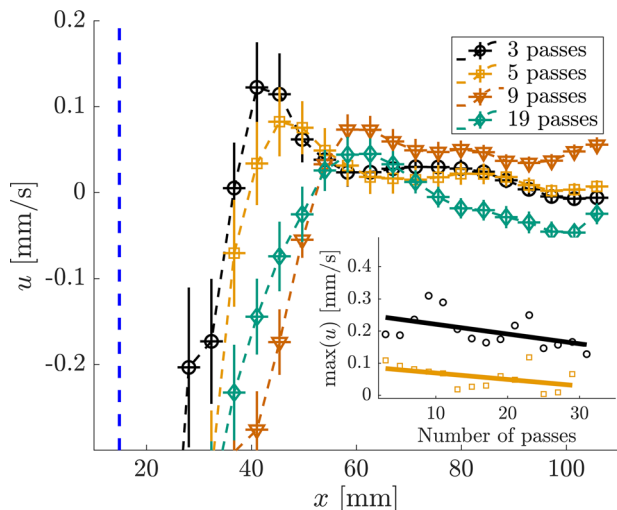 3 passes
5 passes
9 passes
19 passes
0.2
0.1
0
-0.1
-0.2
u [mm/s]
20 40 60 80 100
x [mm]
0.4
0.3
0.2
0.1
0
max(u) [mm/s]
10 20 30
Number of passes